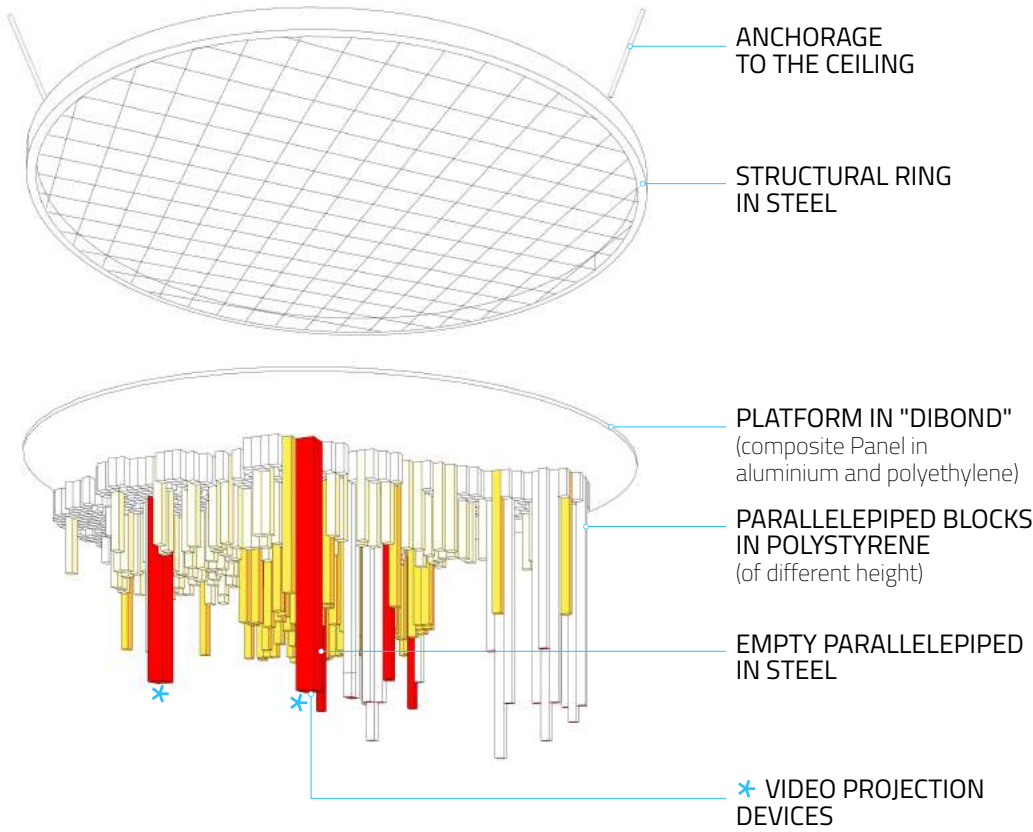 ANCHORAGE
TO THE CEILING
STRUCTURAL RING
IN STEEL
PLATFORM IN "DIBOND"
(composite Panel in
aluminium and polyethylene)
PARALLELEPIPED BLOCKS
IN POLYSTYRENE
(of different height)
EMPTY PARALLELEPIPED
IN STEEL
* VIDEO PROJECTION
DEVICES